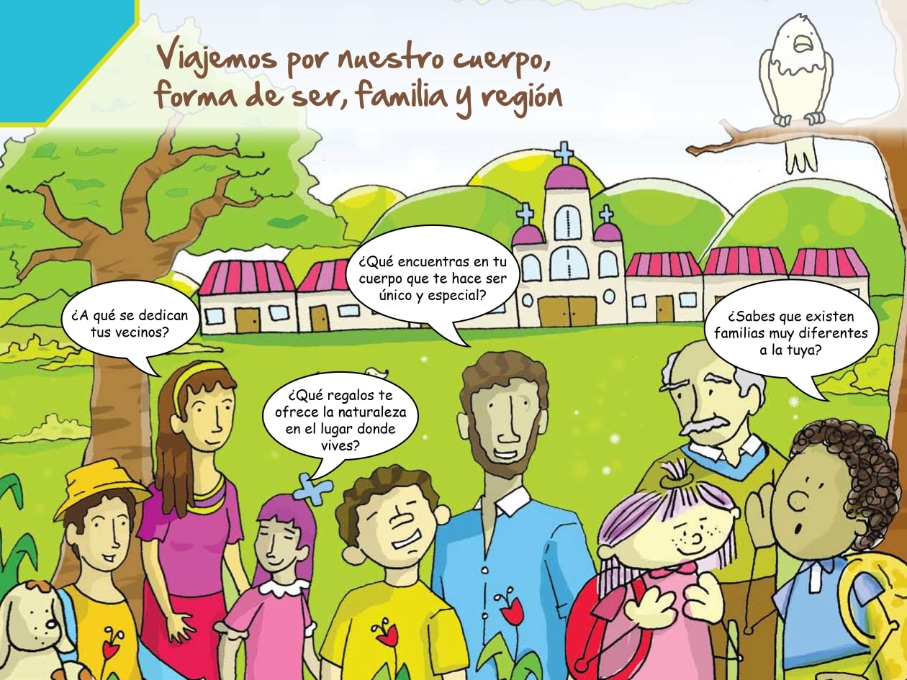 Viajemos por nuestro cuerpo,
forma de ser, familia y región
¿Qué encuentras en tu
cuerpo que te hace ser
único y especial?
¿A qué se dedican
tus vecinos?
¿Sabes que existen
familias muy diferentes
a la tuya?
¿Qué regalos te
ofrece la naturaleza
en el lugar donde
vives?